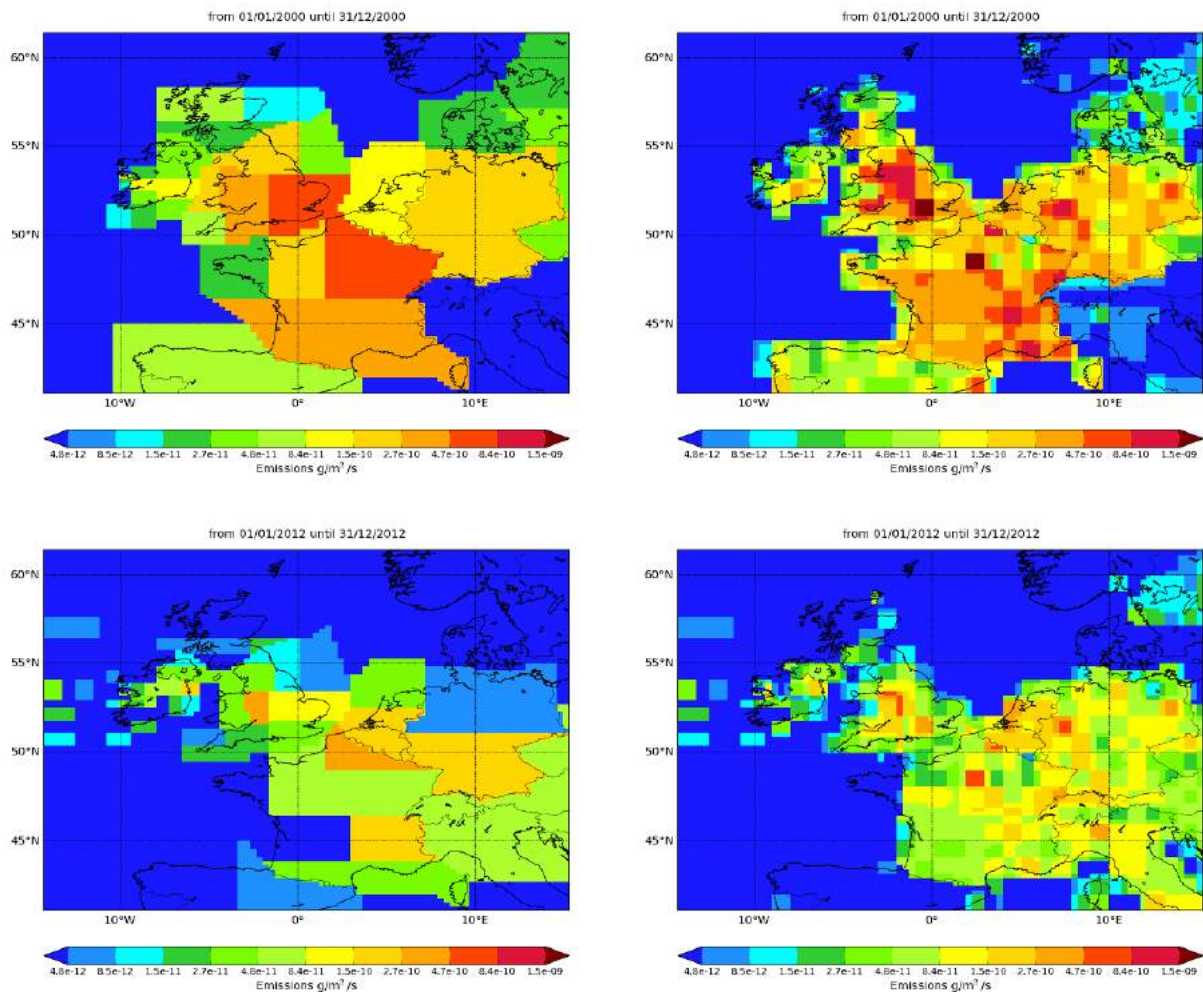 from 01/01/2000 until 31/12/2000
from 01/01/2000 until 31/12/2000
60°N
55°N
50°N
45°N
10°W 0° 10°E
60°N
55°N
50°N
45°N
10°W 0° 10°E
4.8e-12 8.5e-12 1.5e-11 2.7e-11 4.8e-11 8.4e-11 1.5e-10 2.7e-10 4.7e-10 8.4e-10 1.5e-09
Emissions g/m² /s
4.8e-12 8.5e-12 1.5e-11 2.7e-11 4.8e-11 8.4e-11 1.5e-10 2.7e-10 4.7e-10 8.4e-10 1.5e-09
Emissions g/m² /s
from 01/01/2012 until 31/12/2012
from 01/01/2012 until 31/12/2012
60°N
55°N
50°N
45°N
10°W 0° 10°E
60°N
55°N
50°N
45°N
10°W 0° 10°E
4.8e-12 8.5e-12 1.5e-11 2.7e-11 4.8e-11 8.4e-11 1.5e-10 2.7e-10 4.7e-10 8.4e-10 1.5e-09
Emissions g/m² /s
4.8e-12 8.5e-12 1.5e-11 2.7e-11 4.8e-11 8.4e-11 1.5e-10 2.7e-10 4.7e-10 8.4e-10 1.5e-09
Emissions g/m² /s